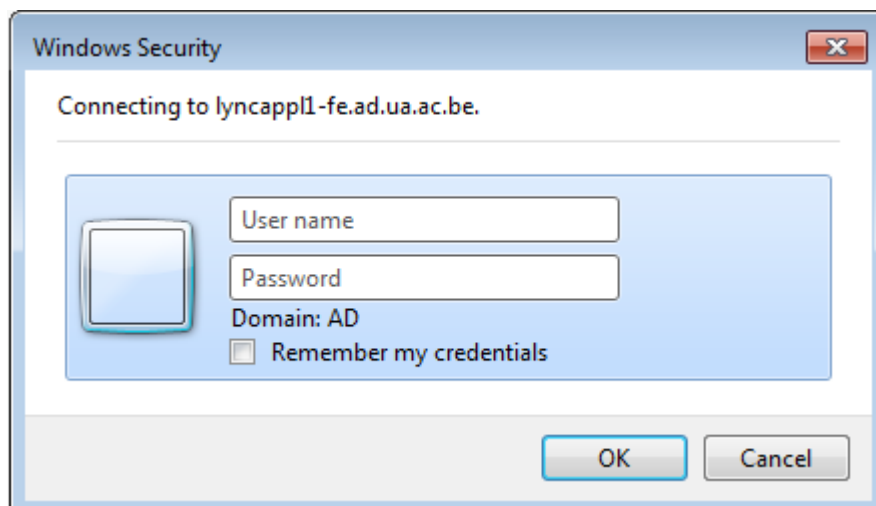 Windows Security
Connecting to lyncappl1-fe.ad.ua.ac.be.
User name
Password
Domain: AD
Remember my credentials
OK
Cancel